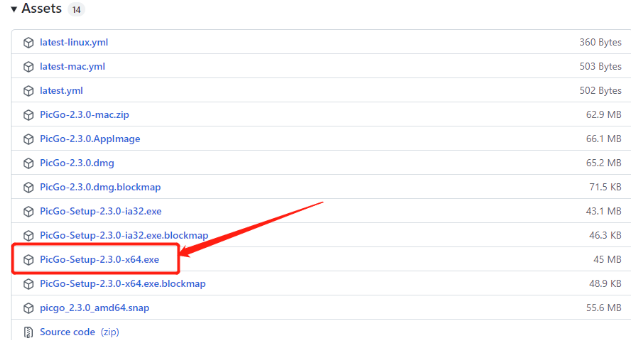 Assets 14
latest-linux.yml 360 Bytes
latest-mac.yml 503 Bytes
latest.yml 502 Bytes
PicGo-2.3.0-mac.zip 62.9 MB
PicGo-2.3.0.AppImage 66.1 MB
PicGo-2.3.0.dmg 65.2 MB
PicGo-2.3.0.dmg.blockmap 71.5 KB
PicGo-Setup-2.3.0-ia32.exe 43.1 MB
PicGo-Setup-2.3.0-ia32.exe.blockmap 46.3 KB
PicGo-Setup-2.3.0-x64.exe 45 MB
PicGo-Setup-2.3.0-x64.exe.blockmap 48.9 KB
picgo_2.3.0_amd64.snap 55.6 MB
Source code (zip)